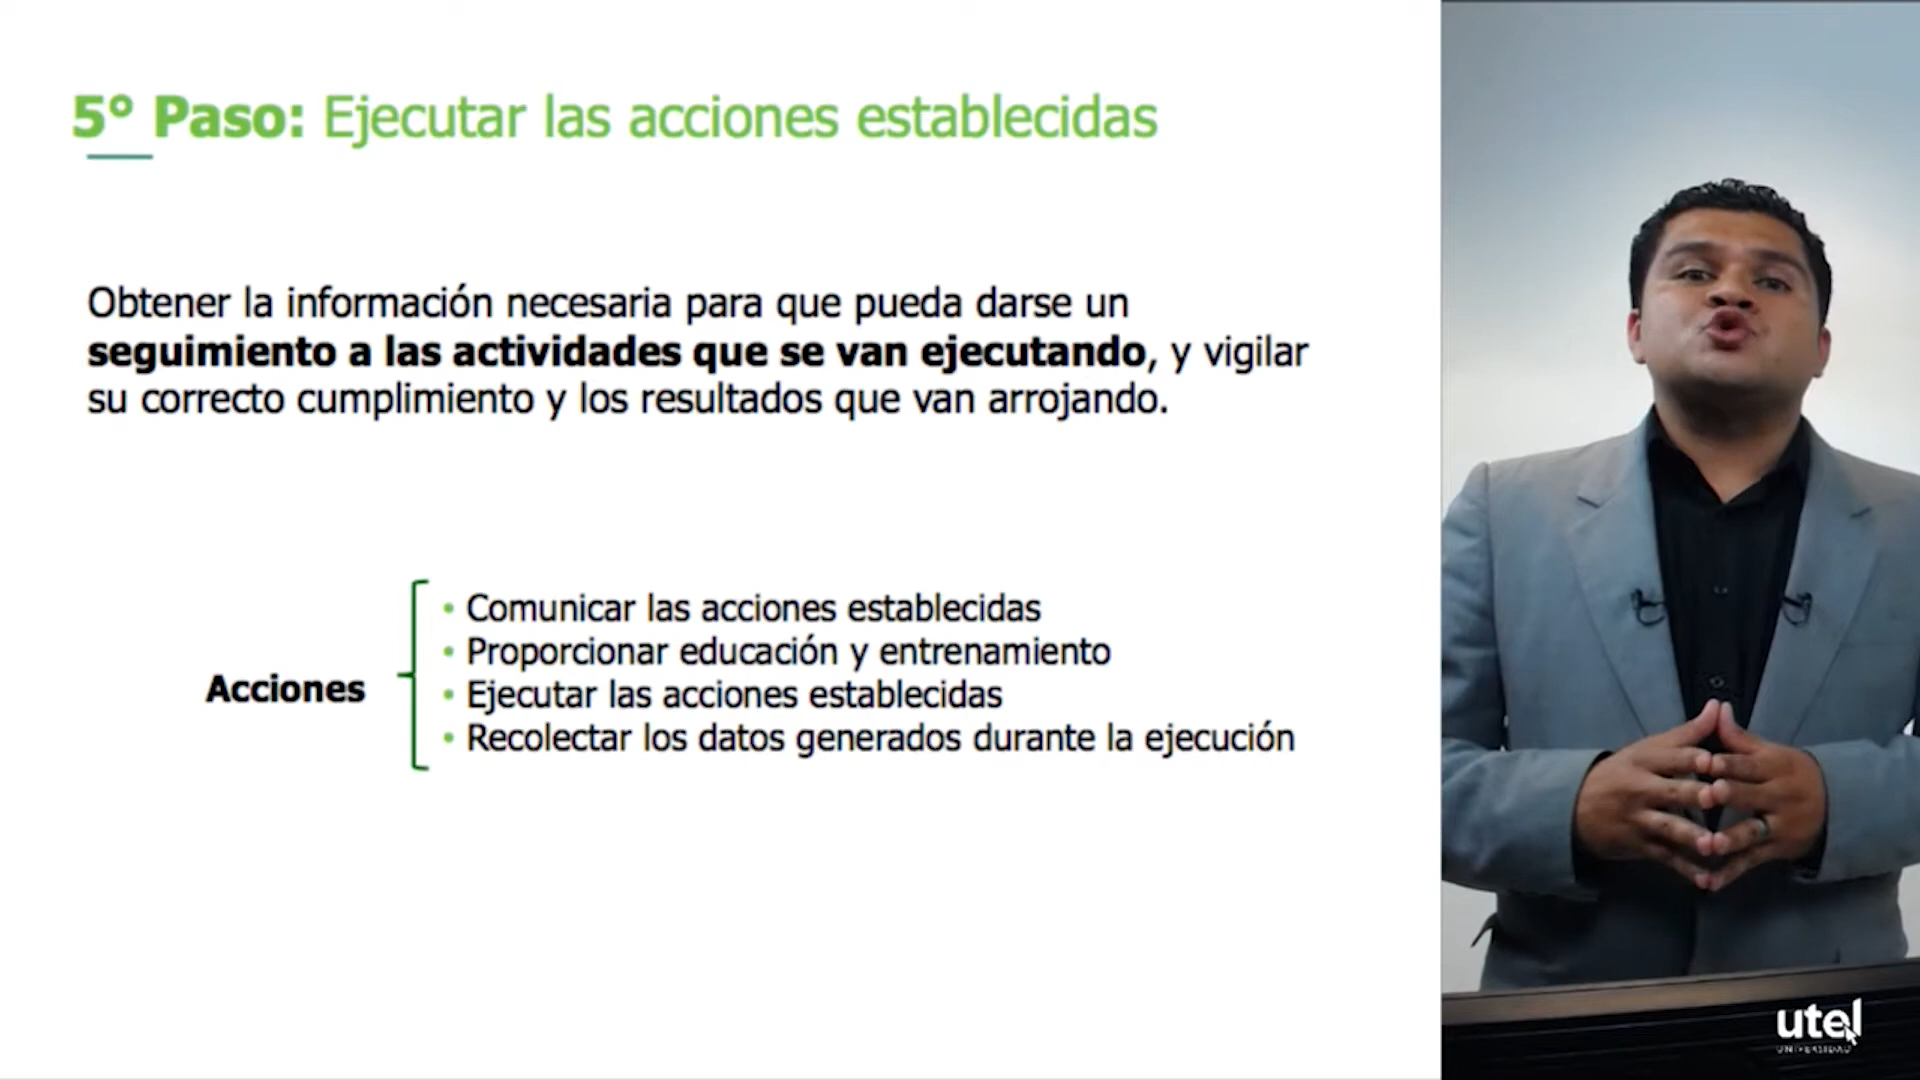 5° Paso: Ejecutar las acciones establecidas
Obtener la información necesaria para que pueda darse un
seguimiento a las actividades que se van ejecutando, y vigilar
su correcto cumplimiento y los resultados que van arrojando.
Acciones
• Comunicar las acciones establecidas
• Proporcionar educación y entrenamiento
• Ejecutar las acciones establecidas
• Recolectar los datos generados durante la ejecución
utel
UNIVERSIDAD